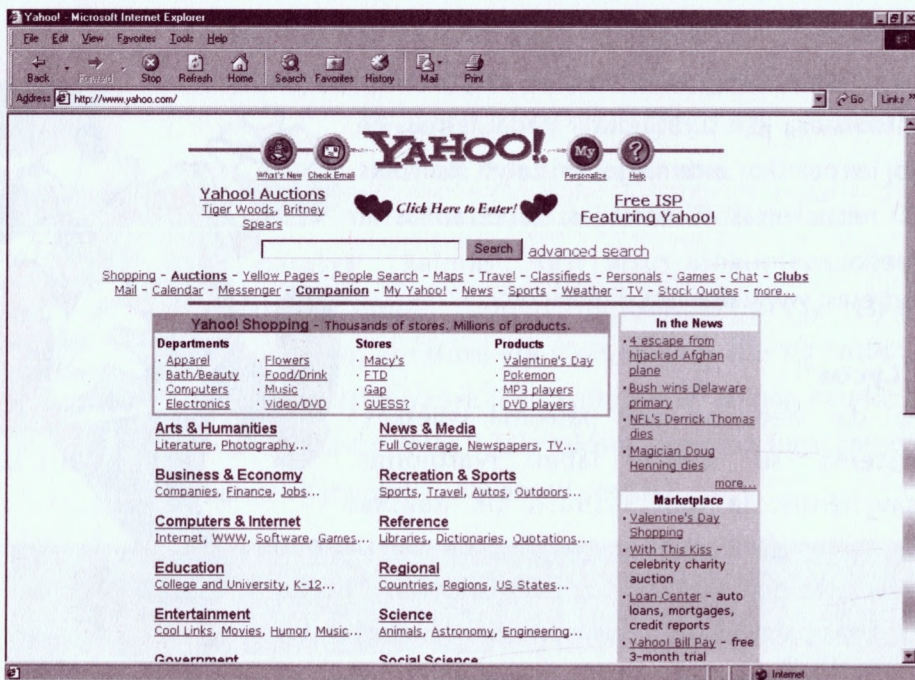 Yahoo! - Microsoft Internet Explorer
File Edit View Favorites Tools Help
Back Forward Stop Refresh Home Search Favorites History Mail Print
Address http://www.yahoo.com/ Go Links »
YAHOO!
What's New Check Email My Personalize ? Help
Yahoo! Auctions
Tiger Woods, Britney
Spears
Click Here to Enter!
Free ISP
Featuring Yahoo!
Search advanced search
Shopping - Auctions - Yellow Pages - People Search - Maps - Travel - Classifieds - Personals - Games - Chat - Clubs
Mail - Calendar - Messenger - Companion - My Yahoo! - News - Sports - Weather - TV - Stock Quotes - more...
Yahoo! Shopping - Thousands of stores. Millions of products.
Departments Stores Products
· Apparel · Flowers · Macy's · Valentine's Day
· Bath/Beauty · Food/Drink · FTD · Pokemon
· Computers · Music · Gap · MP3 players
· Electronics · Video/DVD · GUESS? · DVD players
Arts & Humanities
Literature, Photography...
News & Media
Full Coverage, Newspapers, TV...
Business & Economy
Companies, Finance, Jobs...
Recreation & Sports
Sports, Travel, Autos, Outdoors...
Computers & Internet
Internet, WWW, Software, Games...
Reference
Libraries, Dictionaries, Quotations...
Education
College and University, K-12...
Regional
Countries, Regions, US States...
Entertainment
Cool Links, Movies, Humor, Music...
Science
Animals, Astronomy, Engineering...
Government
Social Science
In the News
· 4 escape from
hijacked Afghan
plane
· Bush wins Delaware
primary
· NFL's Derrick Thomas
dies
· Magician Doug
Henning dies
more...
Marketplace
· Valentine's Day
Shopping
· With This Kiss -
celebrity charity
auction
· Loan Center - auto
loans, mortgages,
credit reports
· Yahoo! Bill Pay - free
3-month trial
Internet